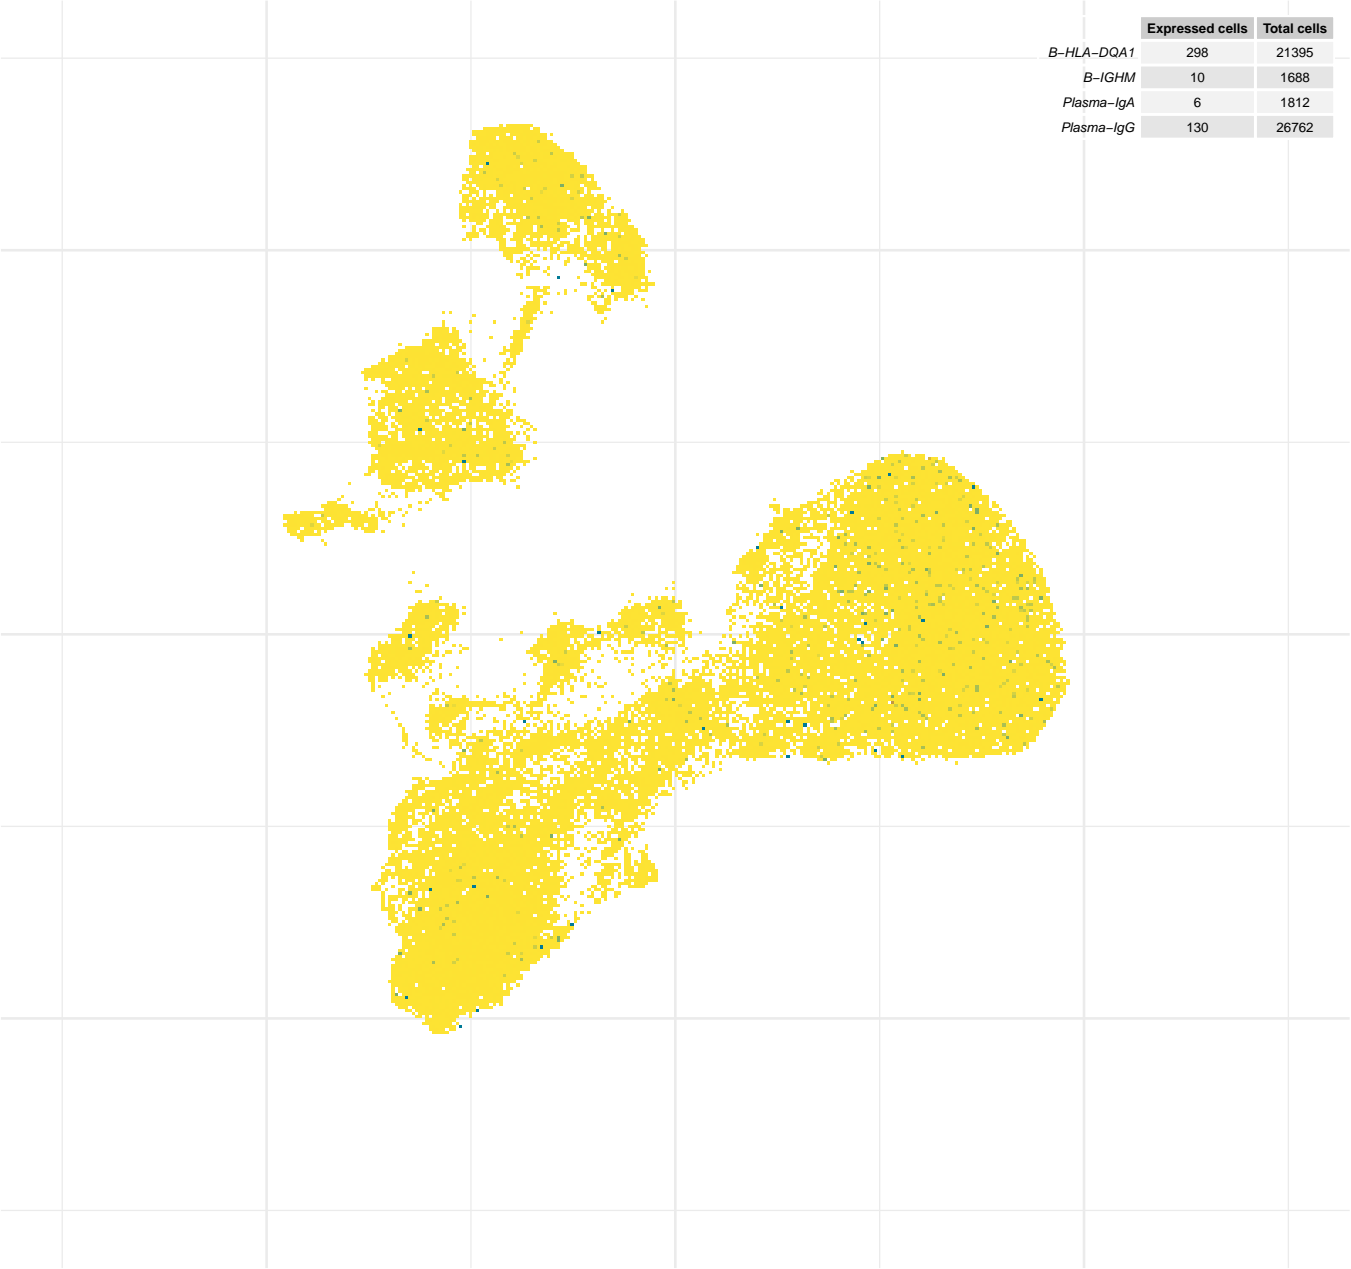 Expressed cells Total cells
B−HLA−DQA1 298 21395
B−IGHM 10 1688
Plasma−IgA 6 1812
Plasma−IgG 130 26762